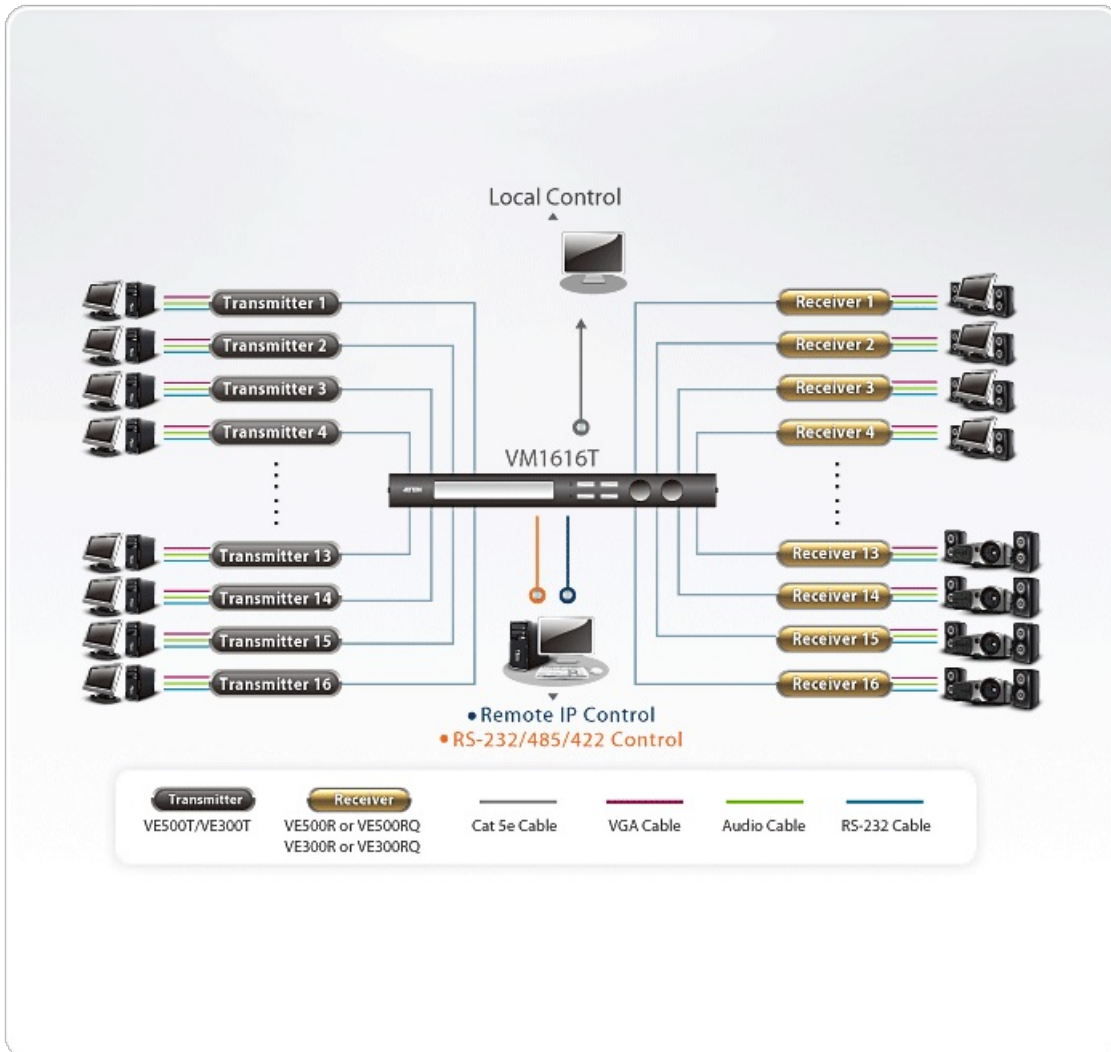 Local Control
Transmitter 1
Transmitter 2
Transmitter 3
Transmitter 4
Receiver 1
Receiver 2
Receiver 3
Receiver 4
VM1616T
ATEN
Transmitter 13
Transmitter 14
Transmitter 15
Transmitter 16
Receiver 13
Receiver 14
Receiver 15
Receiver 16
• Remote IP Control
• RS-232/485/422 Control
Transmitter
VE500T/VE300T
Receiver
VE500R or VE500RQ
VE300R or VE300RQ
Cat 5e Cable
VGA Cable
Audio Cable
RS-232 Cable